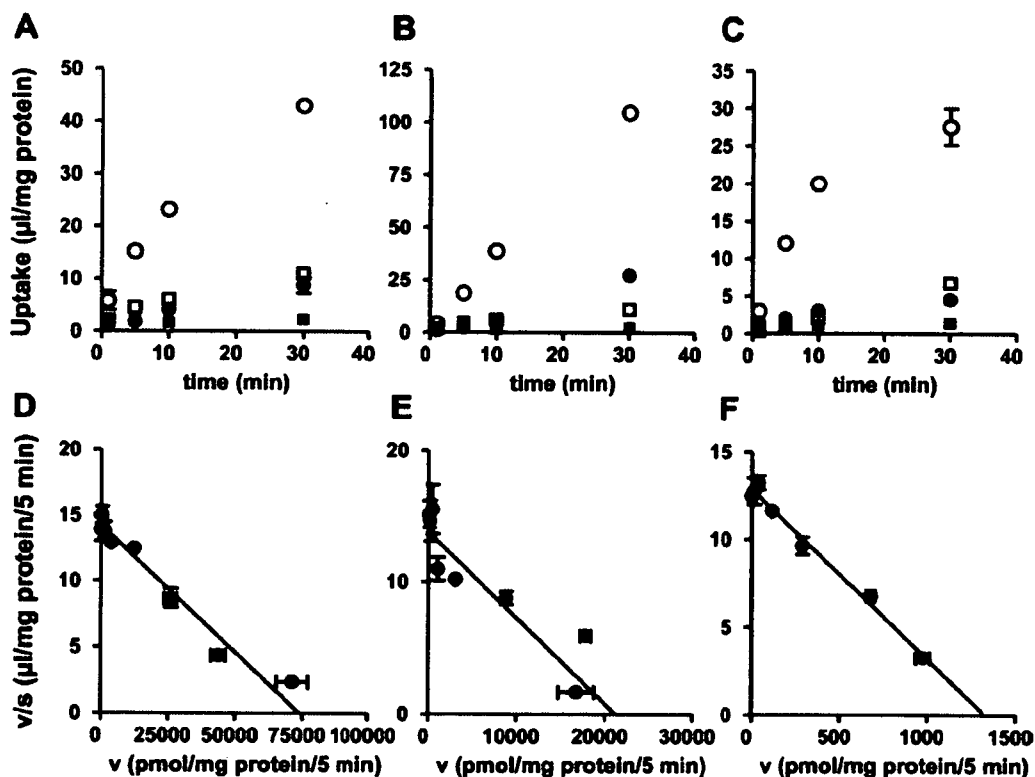 A
B
C
Uptake (µl/mg protein)
50
40
30
20
10
0
0 10 20 30 40
time (min)
125
100
75
50
25
0
0 10 20 30 40
time (min)
35
30
25
20
15
10
5
0
0 10 20 30 40
time (min)
D
E
F
v/s (µl/mg protein/5 min)
20
15
10
5
0
0 25000 50000 75000 100000
v (pmol/mg protein/5 min)
20
10
0
0 10000 20000 30000
v (pmol/mg protein/5 min)
15
10
5
0
0 500 1000 1500
v (pmol/mg protein/5 min)